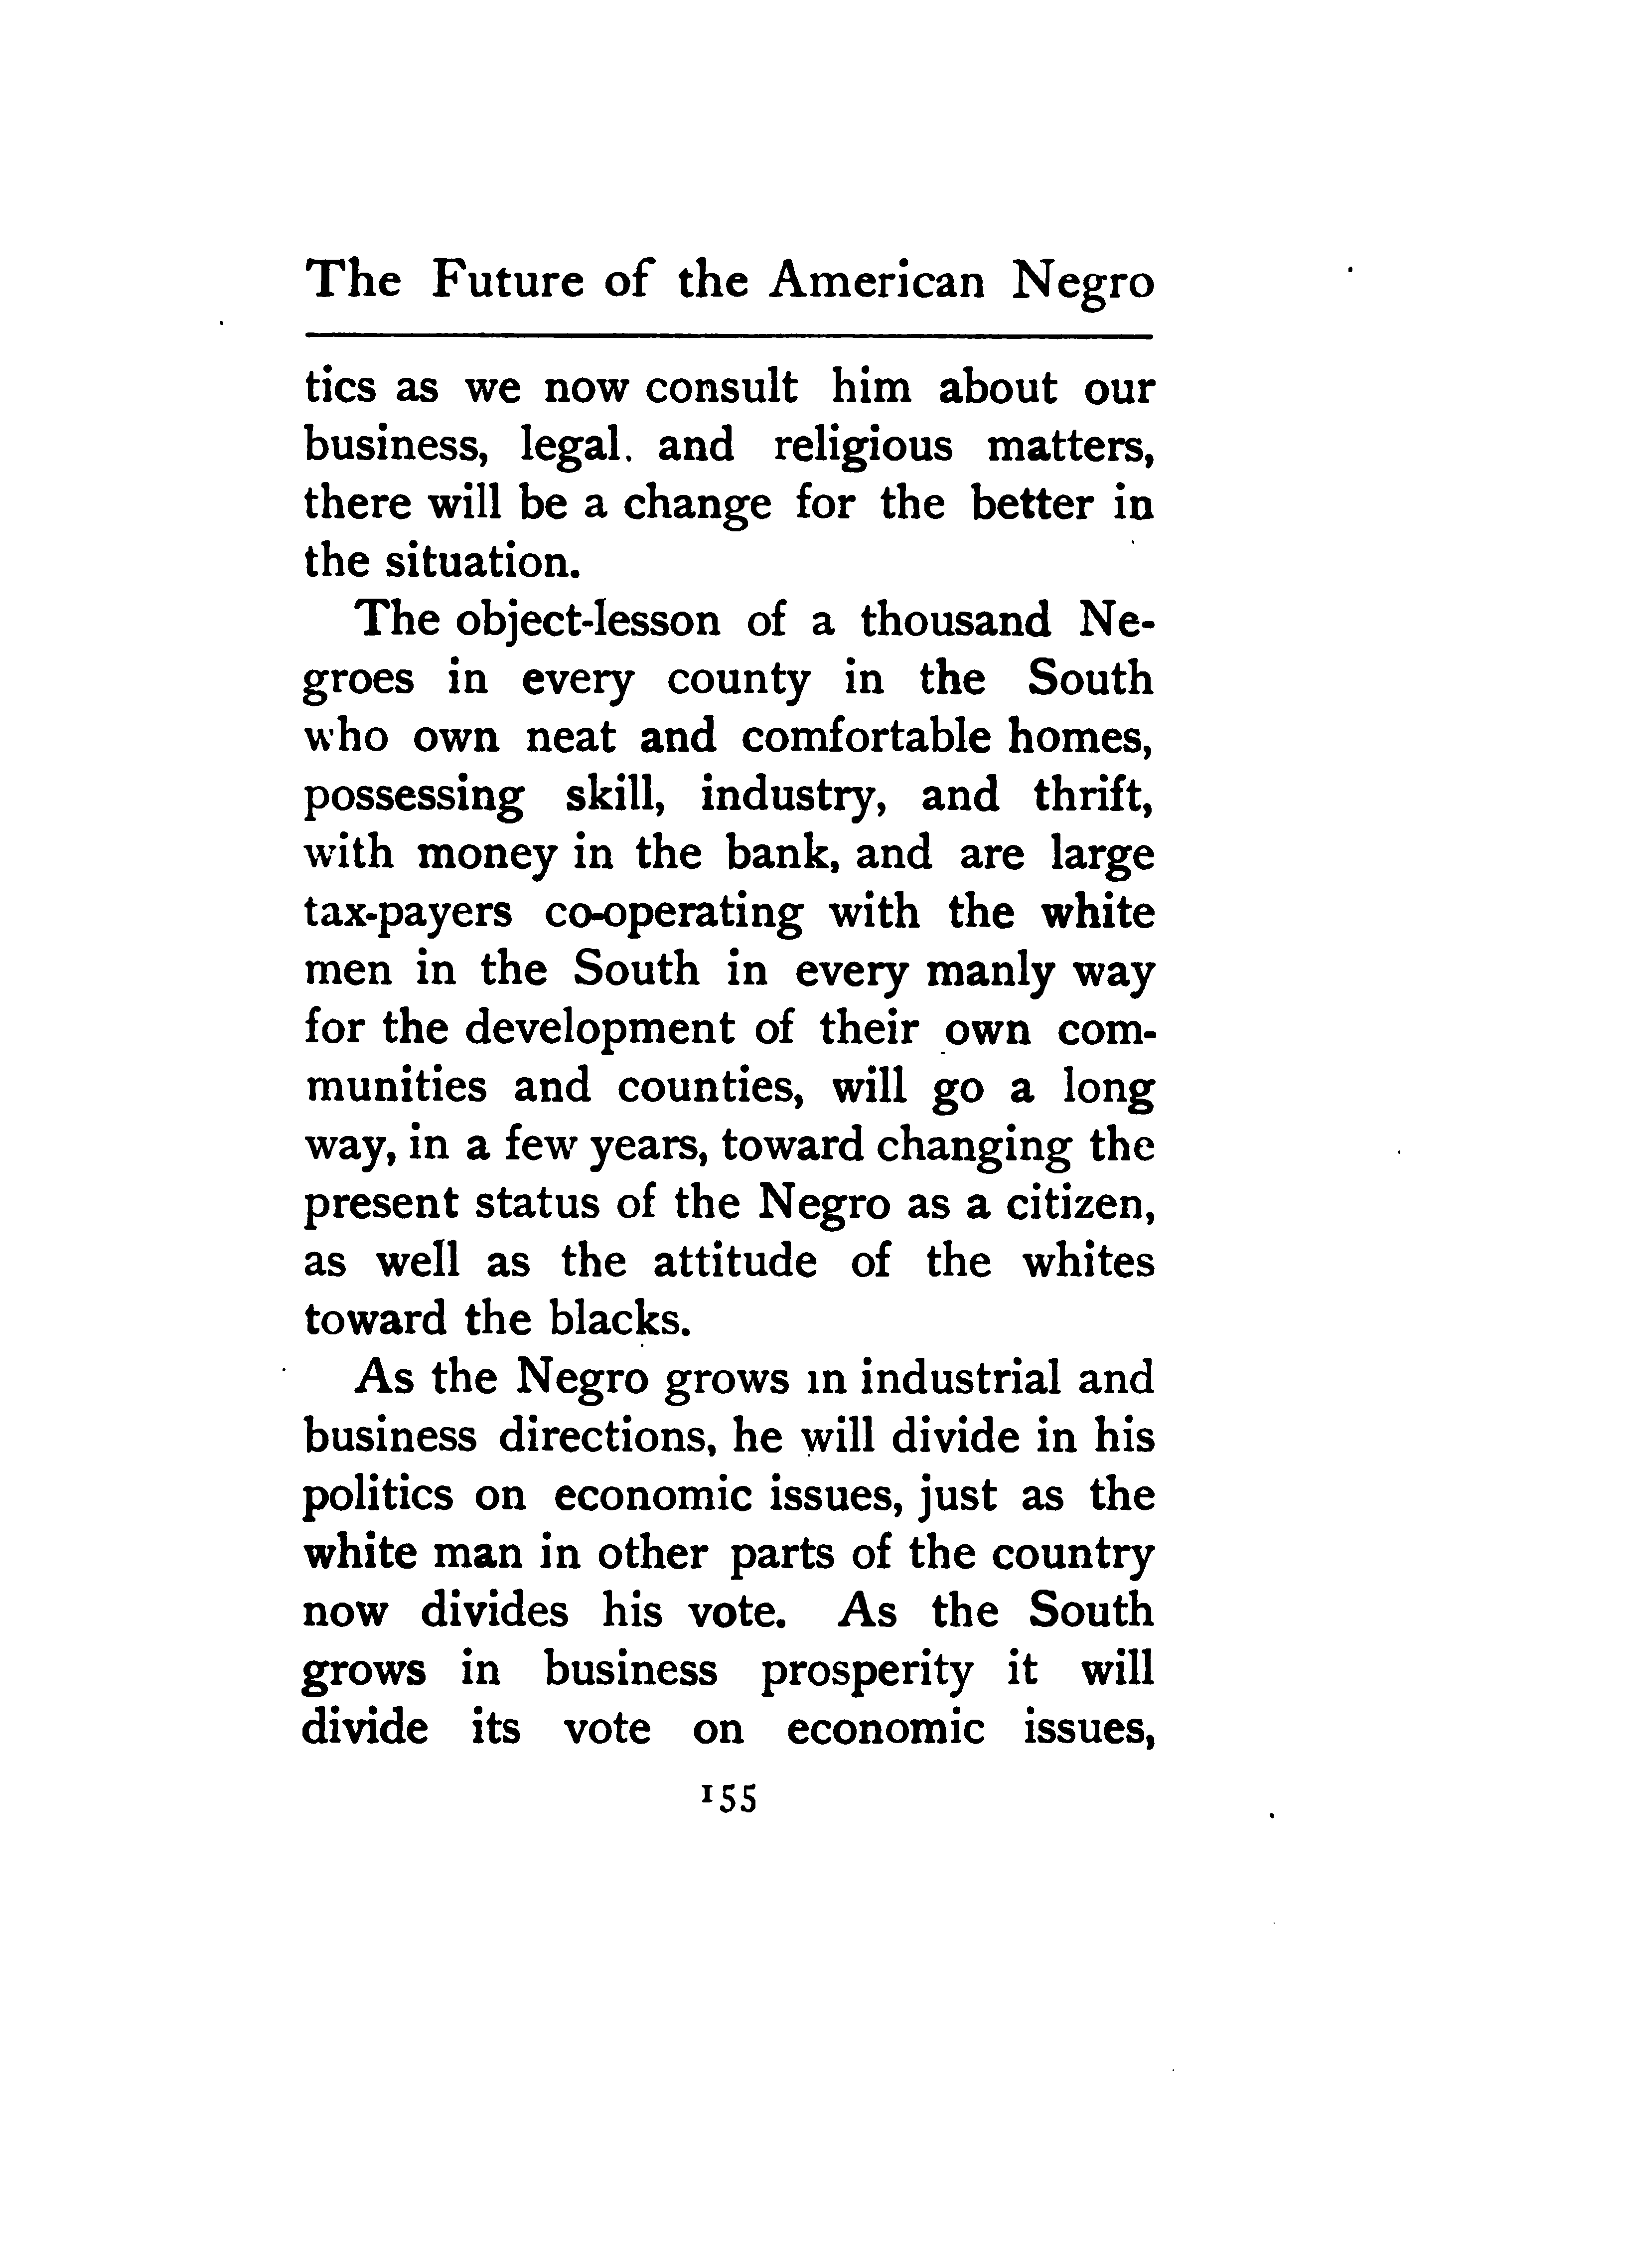 The Future of the American Negro
tics as we now consult him about our
business, legal. and religious matters,
there will be a change for the better in
the situation.
The object-lesson of a thousand Ne-
groes in every county in the South
who own neat and comfortable homes,
possessing skill, industry, and thrift,
with money in the bank, and are large
tax-payers co-operating with the white
men in the South in every manly way
for the development of their own com-
munities and counties, will go a long
way, in a few years, toward changing the
present status of the Negro as a citizen,
as well as the attitude of the whites
toward the blacks.
As the Negro grows in industrial and
business directions, he will divide in his
politics on economic issues, just as the
white man in other parts of the country
now divides his vote. As the South
grows in business prosperity it will
divide its vote on economic issues,
155